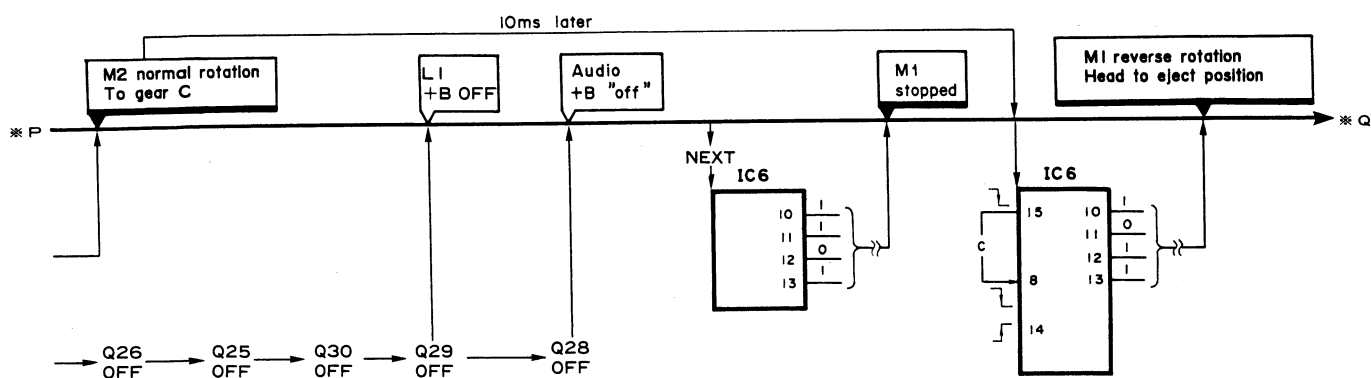 10ms later
M2 normal rotation
To gear C
L1
+B OFF
Audio
+B "off"
M1
stopped
M1 reverse rotation
Head to eject position
※ P
※ Q
NEXT
IC6
10 1
11 1
12 0
13 1
IC6
15
C
8
14
10 1
11 0
12 1
13 1
Q26
OFF
Q25
OFF
Q30
OFF
Q29
OFF
Q28
OFF